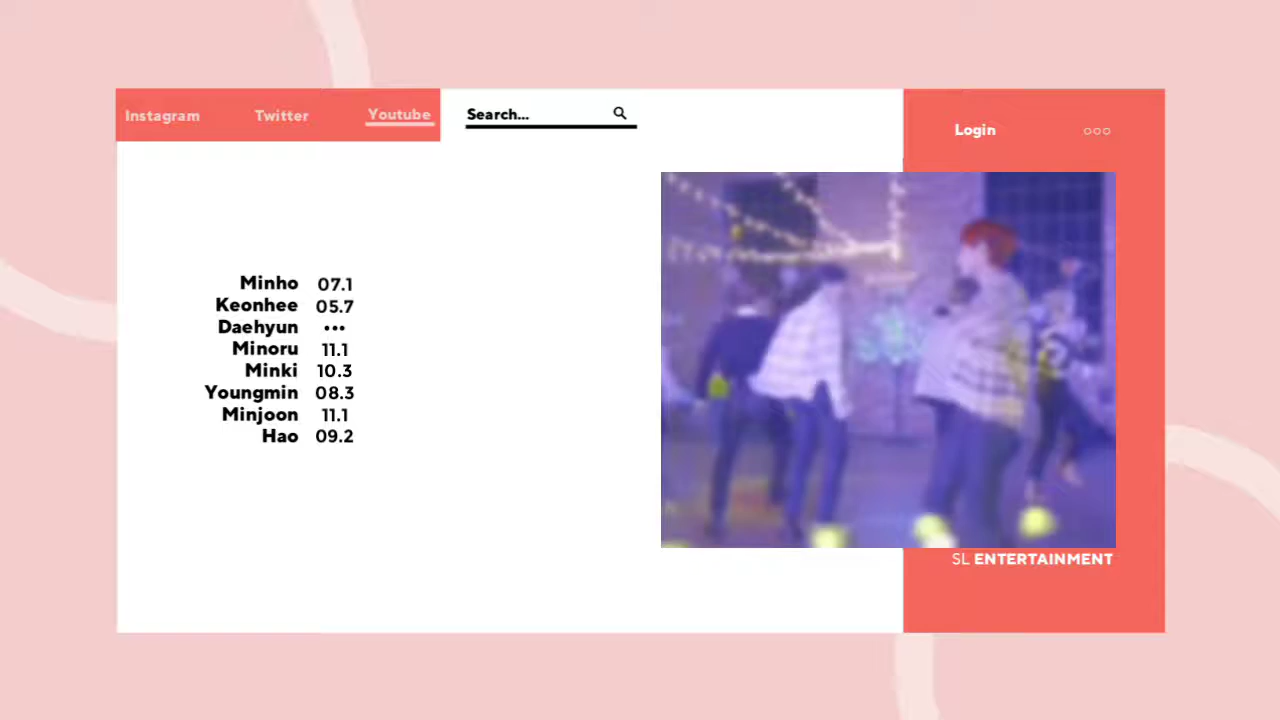 Instagram Twitter Youtube Search... Login
Minho 07.1
Keonhee 05.7
Daehyun •••
Minoru 11.1
Minki 10.3
Youngmin 08.3
Minjoon 11.1
Hao 09.2
SL ENTERTAINMENT